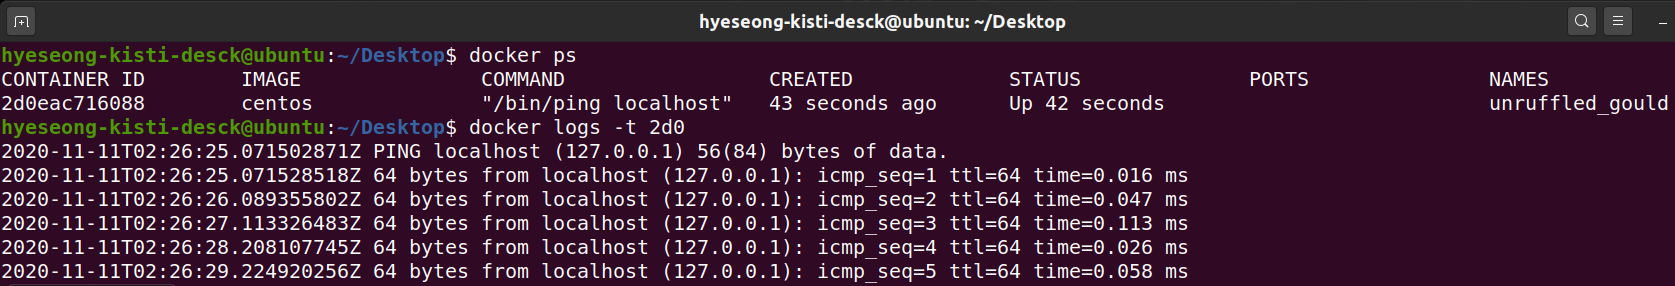 hyeseong-kisti-desck@ubuntu: ~/Desktop
hyeseong-kisti-desck@ubuntu:~/Desktop$ docker ps
CONTAINER ID        IMAGE               COMMAND                 CREATED             STATUS              PORTS               NAMES
2d0eac716088        centos              "/bin/ping localhost"   43 seconds ago      Up 42 seconds                           unruffled_gould
hyeseong-kisti-desck@ubuntu:~/Desktop$ docker logs -t 2d0
2020-11-11T02:26:25.071502871Z PING localhost (127.0.0.1) 56(84) bytes of data.
2020-11-11T02:26:25.071528518Z 64 bytes from localhost (127.0.0.1): icmp_seq=1 ttl=64 time=0.016 ms
2020-11-11T02:26:26.089355802Z 64 bytes from localhost (127.0.0.1): icmp_seq=2 ttl=64 time=0.047 ms
2020-11-11T02:26:27.113326483Z 64 bytes from localhost (127.0.0.1): icmp_seq=3 ttl=64 time=0.113 ms
2020-11-11T02:26:28.208107745Z 64 bytes from localhost (127.0.0.1): icmp_seq=4 ttl=64 time=0.026 ms
2020-11-11T02:26:29.224920256Z 64 bytes from localhost (127.0.0.1): icmp_seq=5 ttl=64 time=0.058 ms